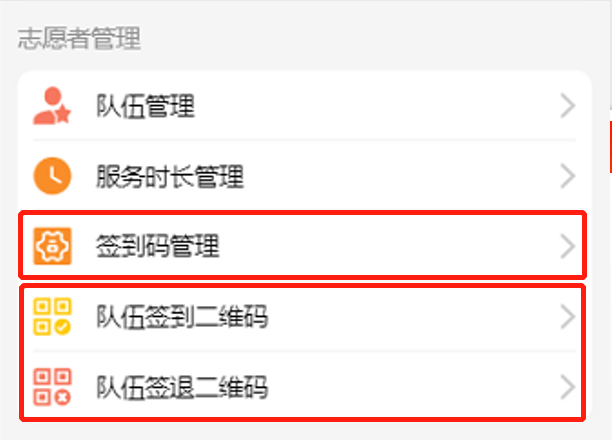 志愿者管理
队伍管理
服务时长管理
签到码管理
队伍签到二维码
队伍签退二维码